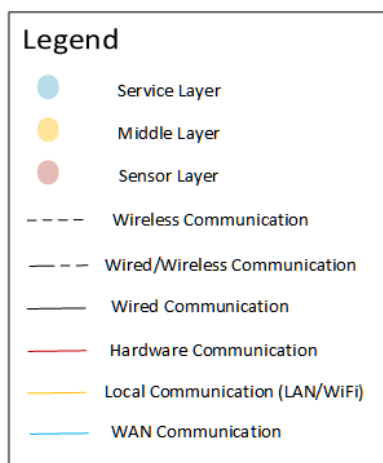 Legend
Service Layer
Middle Layer
Sensor Layer
Wireless Communication
Wired/Wireless Communication
Wired Communication
Hardware Communication
Local Communication (LAN/WiFi)
WAN Communication